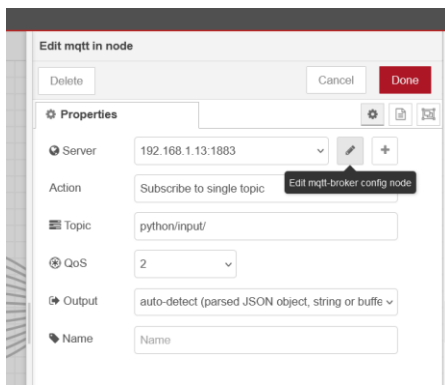 Edit mqtt in node
Delete Cancel Done
Properties
Server 192.168.1.13:1883
Edit mqtt-broker config node
Action Subscribe to single topic
Topic python/input/
QoS 2
Output auto-detect (parsed JSON object, string or buffe
Name Name